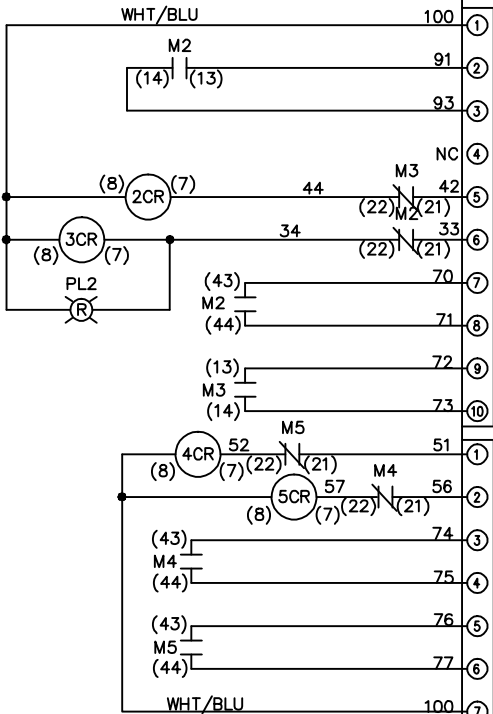 WHT/BLU 100 1
M2
(14) (13) 91 2
93 3
NC 4
M3
(8) 2CR (7) 44 (22) (21) 42 5
M2
(8) 3CR (7) 34 (22) (21) 33 6
PL2
R
(43) 70 7
M2
(44) 71 8
(13) 72 9
M3
(14) 73 10
M5
(8) 4CR (7) 52 (22) (21) 51 1
M4
(8) 5CR (7) 57 (22) (21) 56 2
(43) 74 3
M4
(44) 75 4
(43) 76 5
M5
(44) 77 6
WHT/BLU 100 7